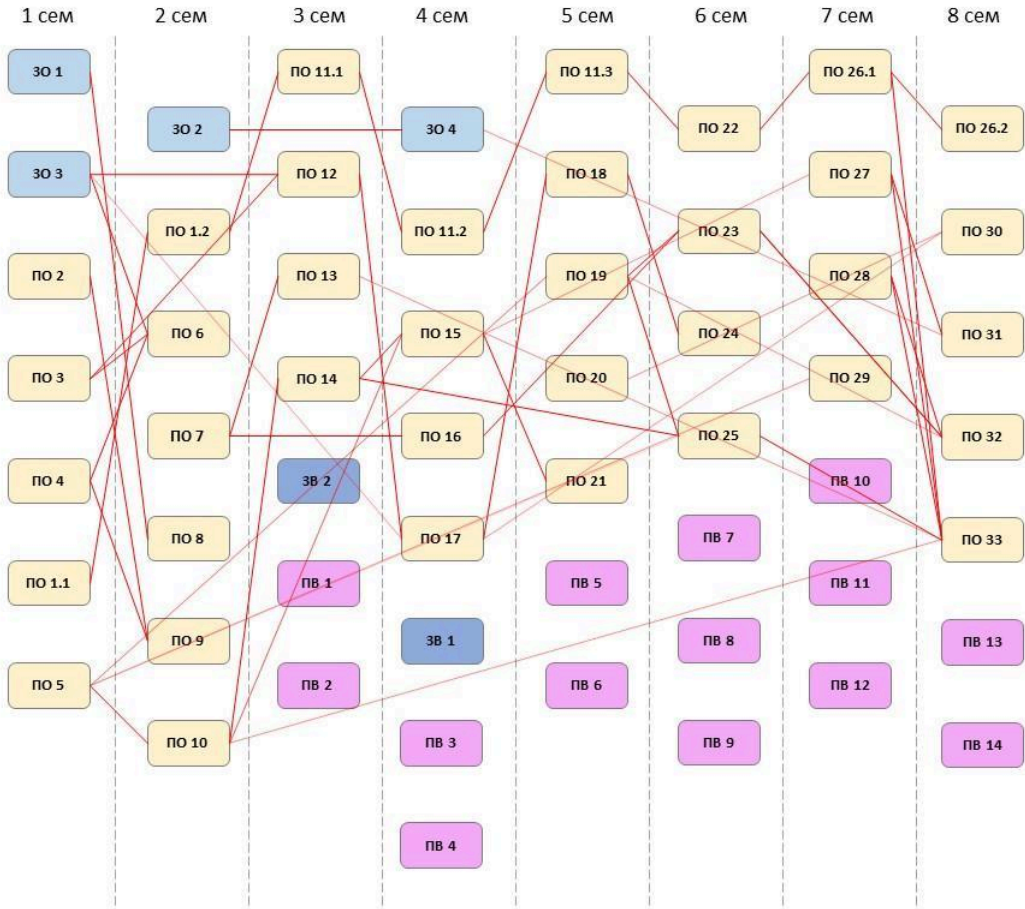 1 сем 2 сем 3 сем 4 сем 5 сем 6 сем 7 сем 8 сем
ЗО 1 ПО 11.1 ПО 11.3 ПО 26.1
ЗО 2 ЗО 4 ПО 22 ПО 26.2
ЗО 3 ПО 12 ПО 18 ПО 27
ПО 1.2 ПО 11.2 ПО 23 ПО 30
ПО 2 ПО 13 ПО 19 ПО 28
ПО 6 ПО 15 ПО 24 ПО 31
ПО 3 ПО 14 ПО 20 ПО 29
ПО 7 ПО 16 ПО 25 ПО 32
ПО 4 ЗВ 2 ПО 21 ПВ 10
ПО 8 ПО 17 ПВ 7 ПО 33
ПО 1.1 ПВ 1 ПВ 5 ПВ 11
ПО 9 ЗВ 1 ПВ 8 ПВ 13
ПО 5 ПВ 2 ПВ 6 ПВ 12
ПО 10 ПВ 3 ПВ 9 ПВ 14
ПВ 4